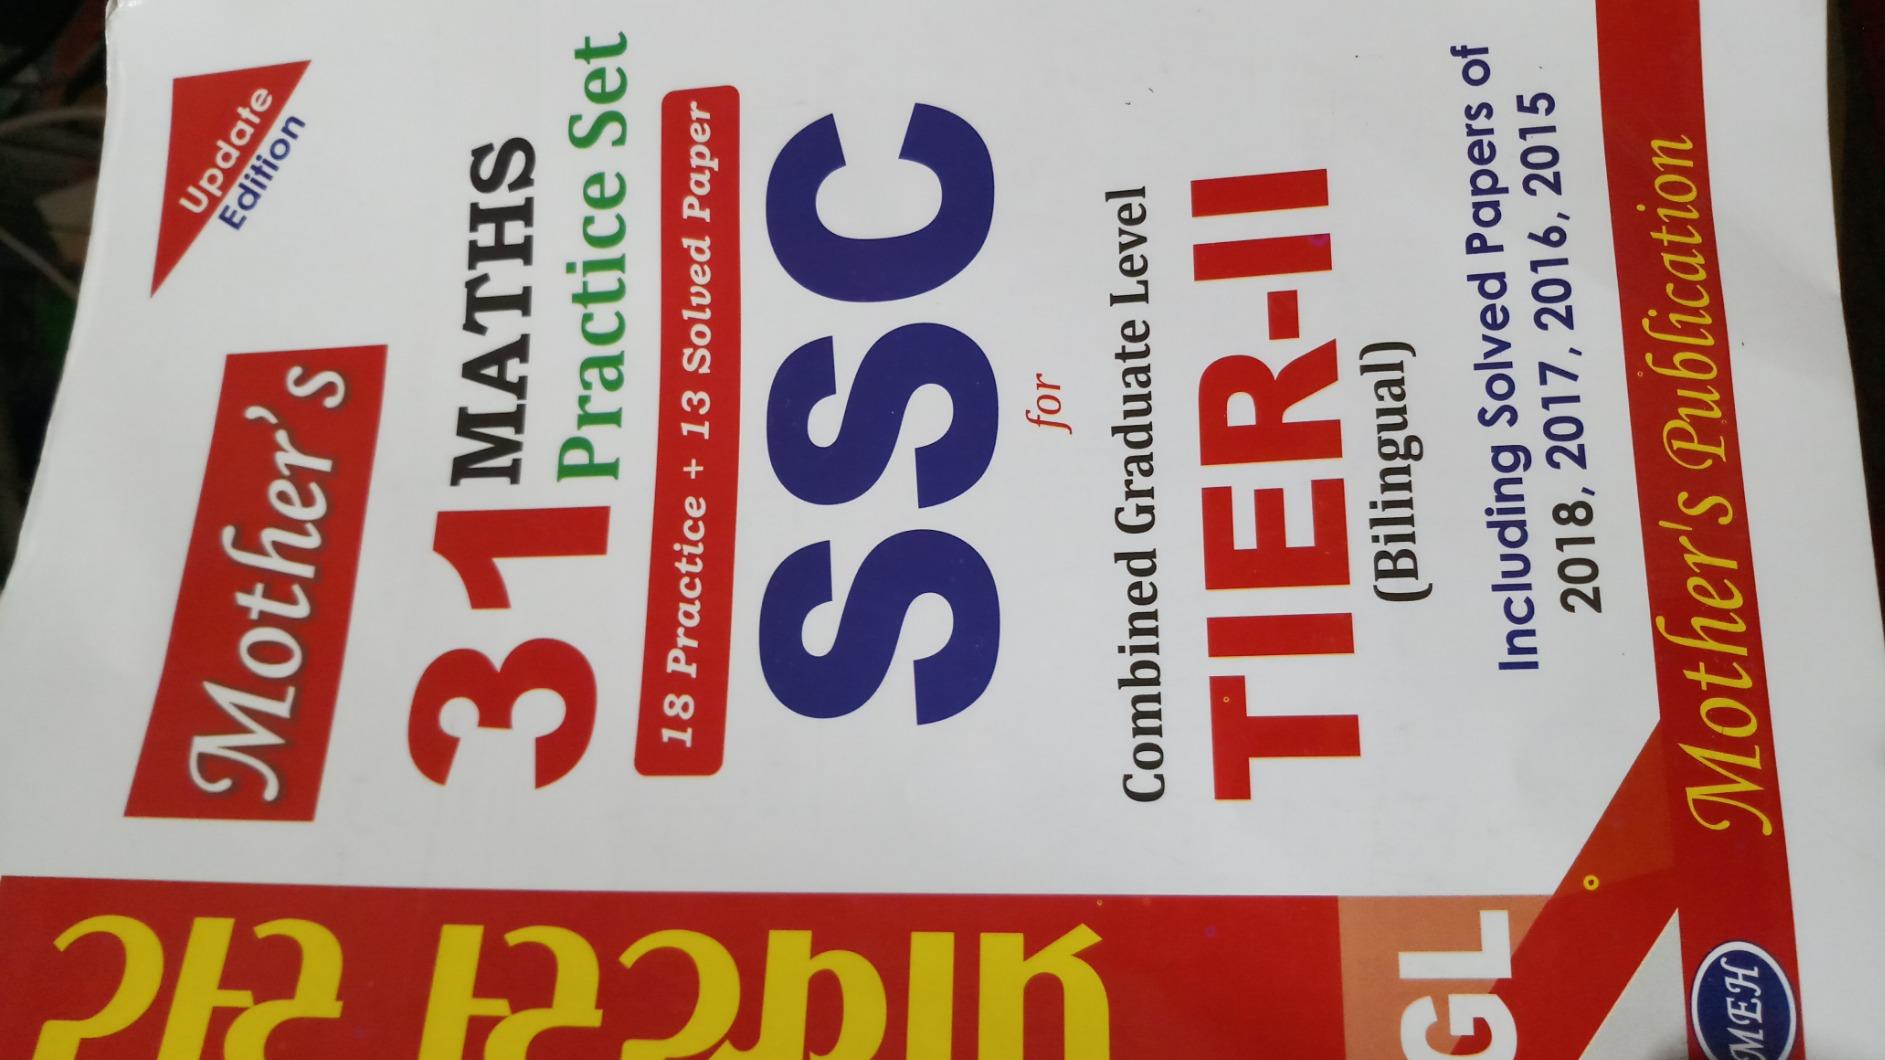 Update
Edition
Mother's
31 MATHS
Practice Set
18 Practice + 13 Solved Paper
SSC
for
Combined Graduate Level
TIER-II
(Bilingual)
Including Solved Papers of
2018, 2017, 2016, 2015
Mother's Publication
MEH
GL